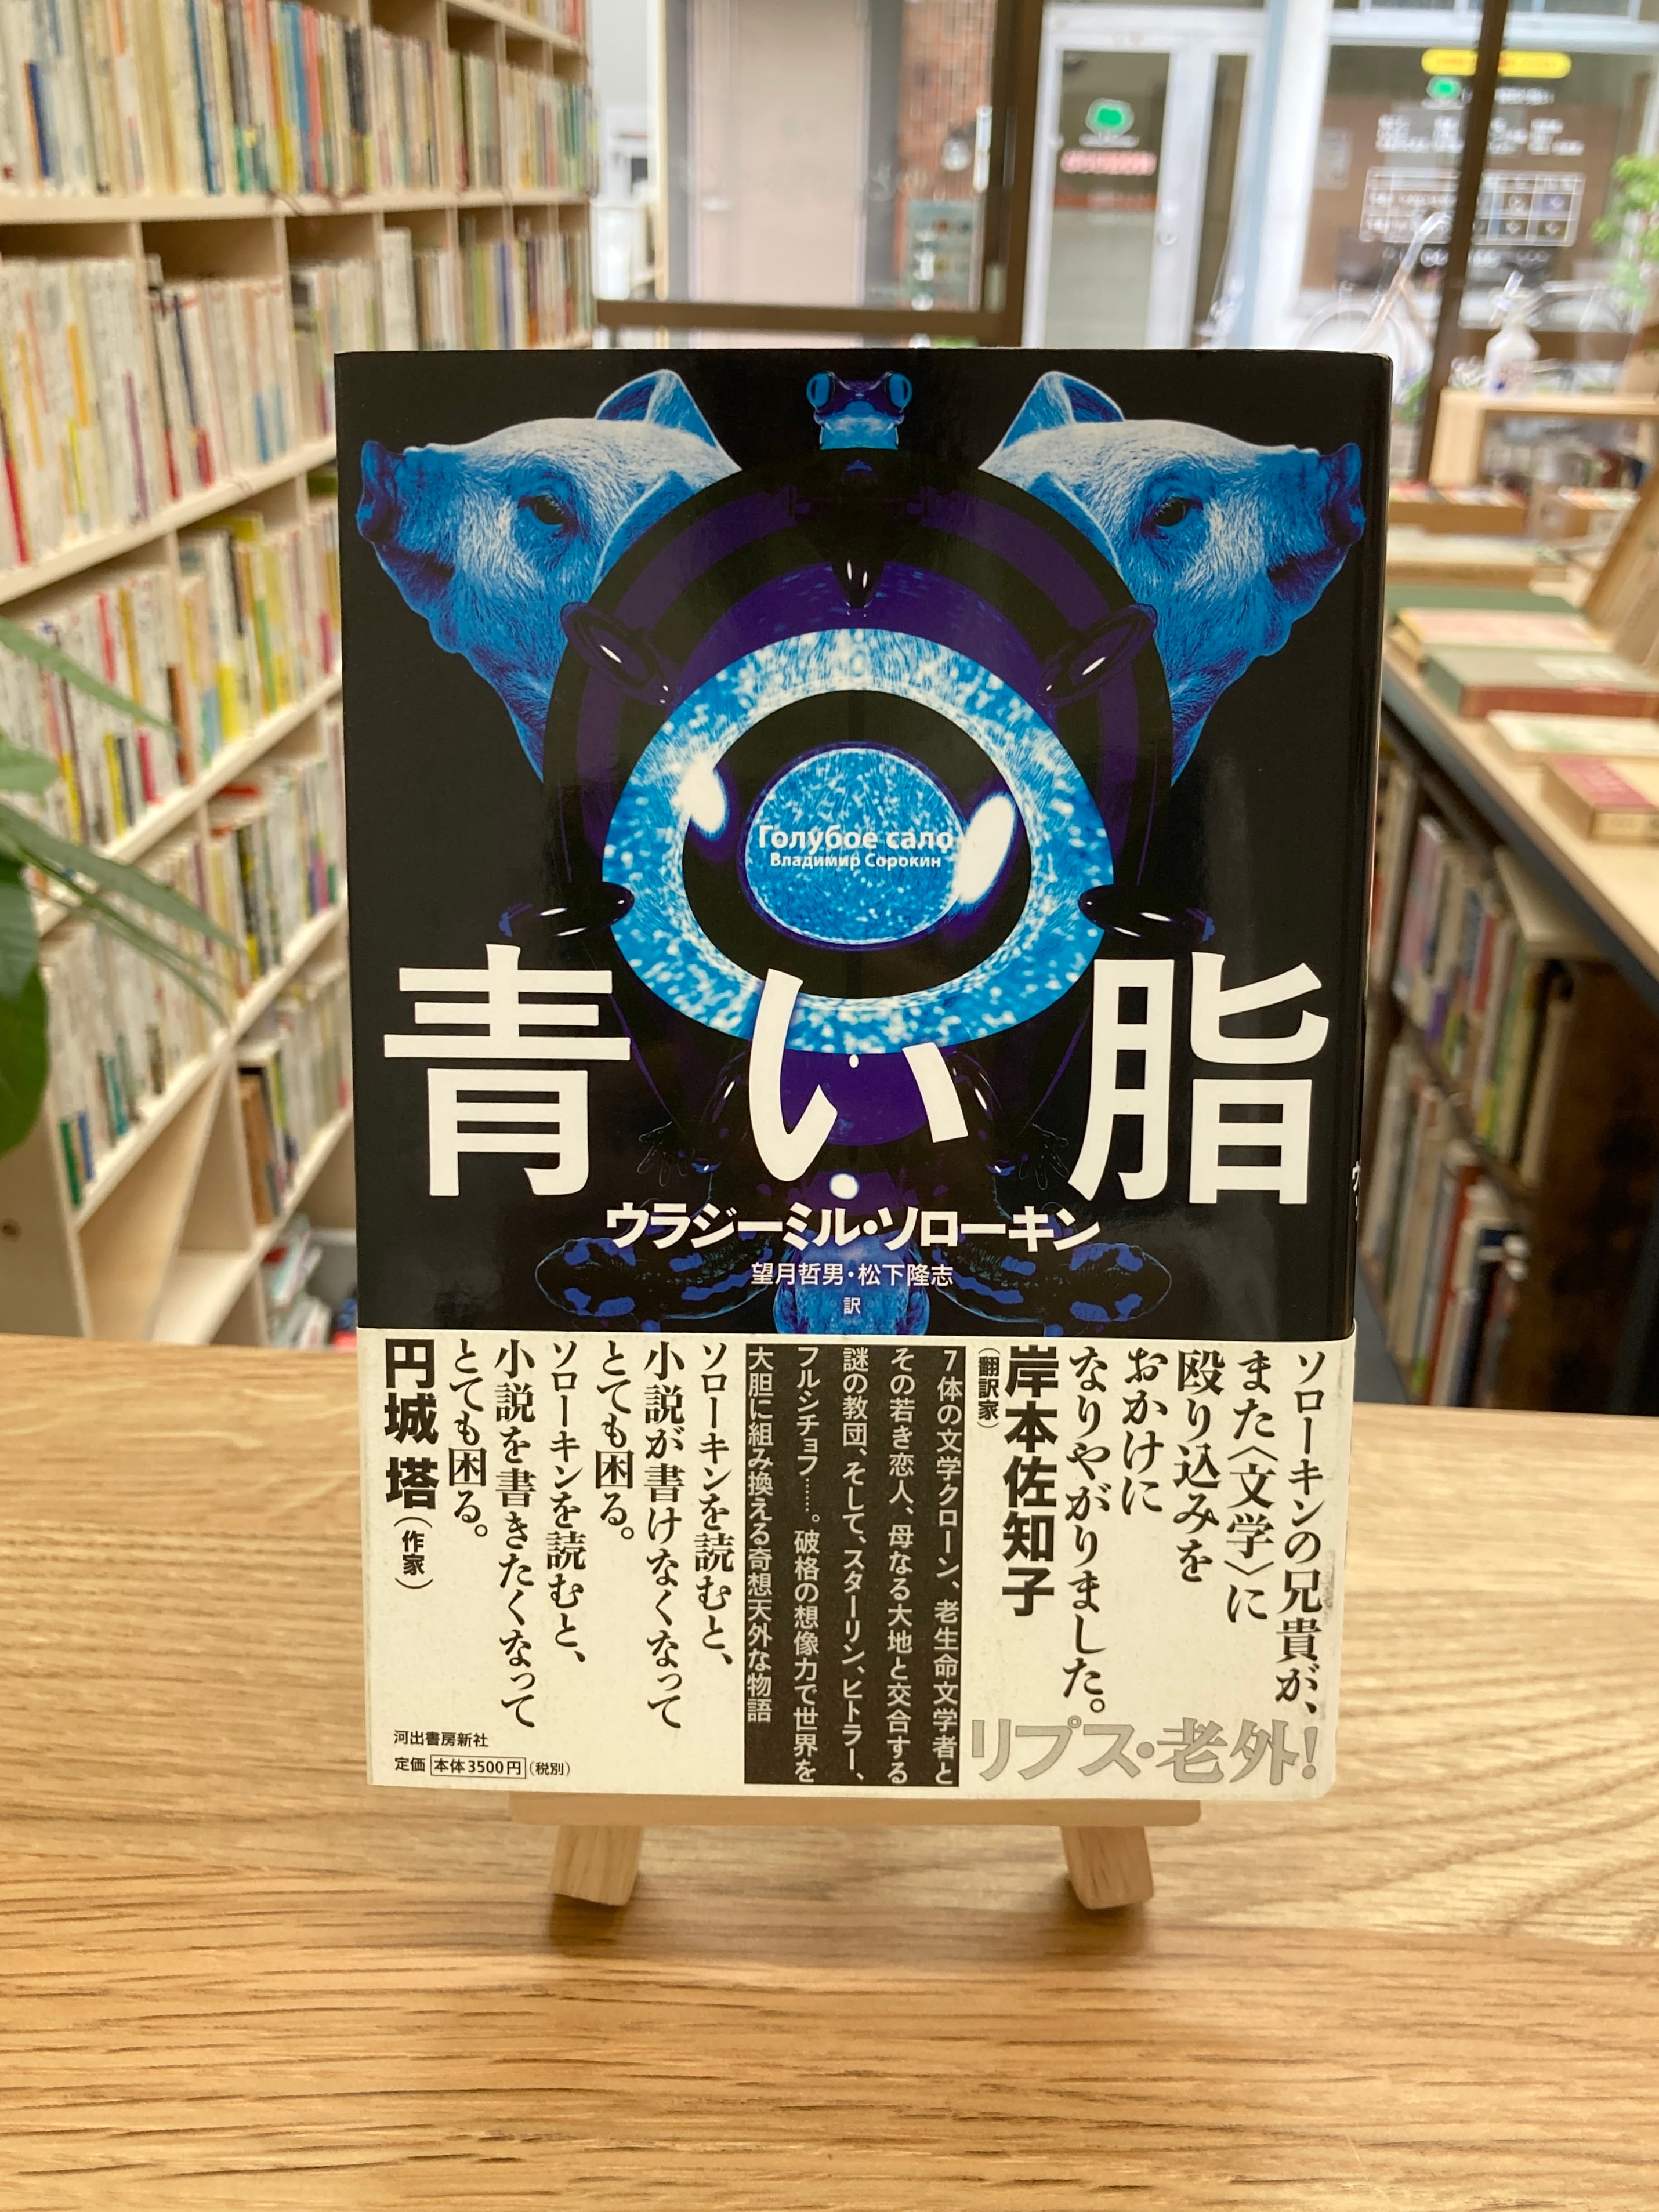 Голубое сало
Владимир Сорокин
青い脂
ウラジーミル・ソローキン
望月哲男・松下隆志
訳
ソローキンの兄貴が、
また〈文学〉に
殴り込みを
おかけに
なりやがりました。
岸本佐知子
(翻訳家)
リプス・老外!
7体の文学クローン、老生命文学者と
その若き恋人、母なる大地と交合する
謎の教団、そして、スターリン、ヒトラー、
フルシチョフ……。破格の想像力で世界を
大胆に組み換える奇想天外な物語
ソローキンを読むと、
小説が書けなくなって
とても困る。
ソローキンを読むと、
小説を書きたくなって
とても困る。
円城 塔(作家)
河出書房新社
定価 本体3500円(税別)